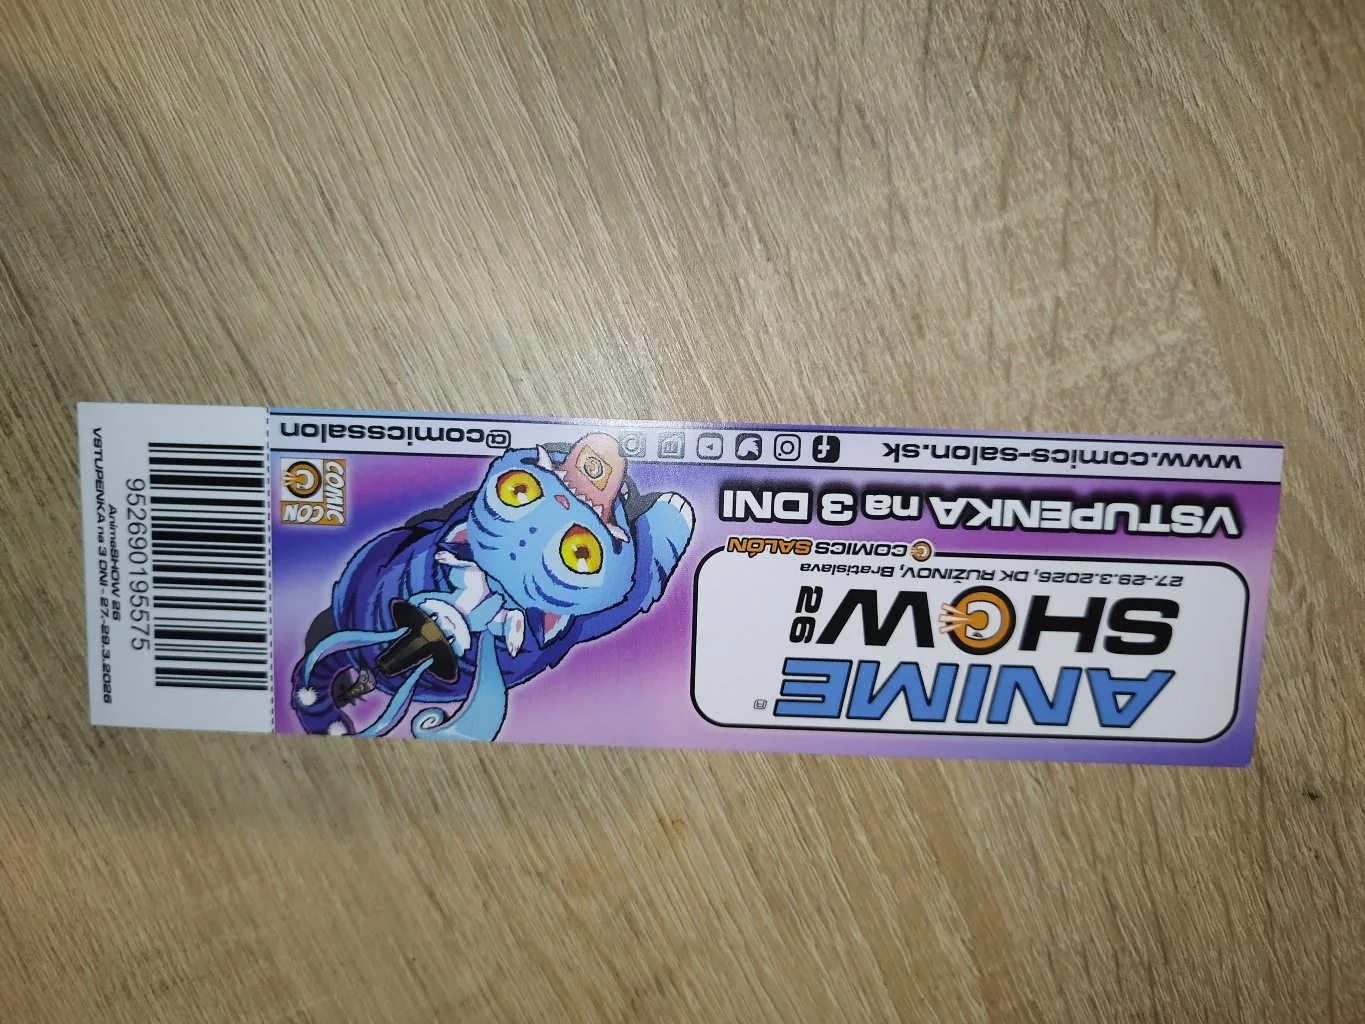 ANIME
®
SHOW 26
27.-29.3.2026, DK RUŽINOV, Bratislava
COMICS SALÓN
VSTUPENKA na 3 DNI
www.comics-salon.sk
@comicssalon
COMIC
CON
952690195575
AnimeSHOW 26
VSTUPENKA na 3 DNI - 27.-29.3.2026